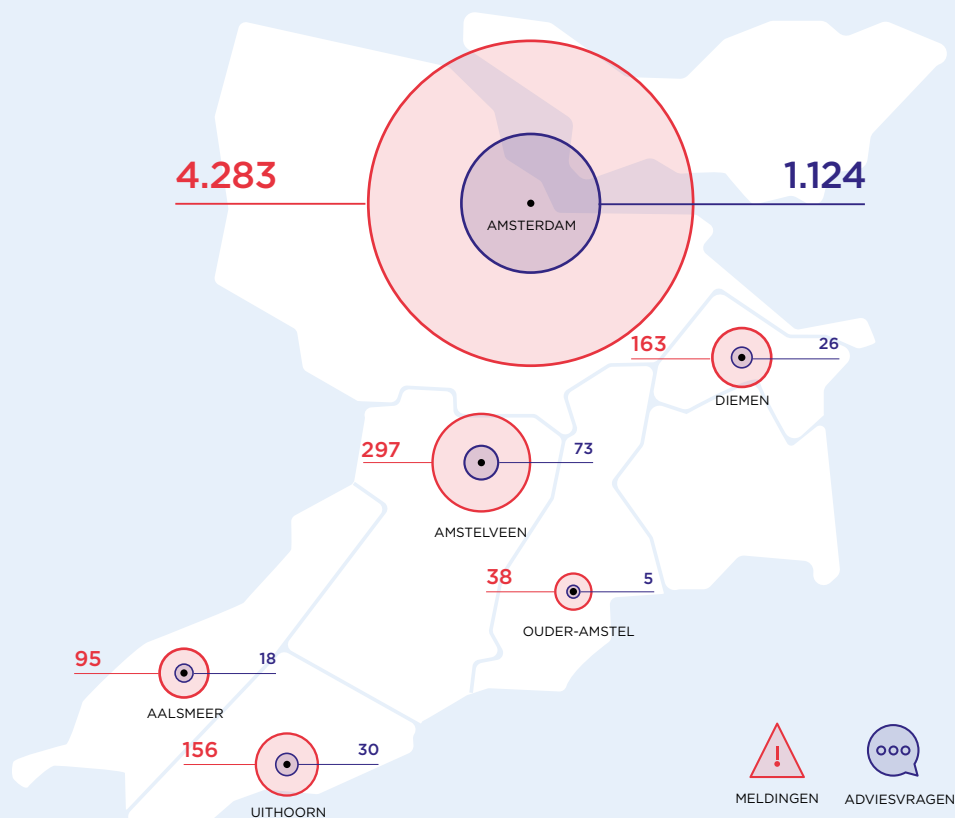 4.283
1.124
AMSTERDAM
163
26
DIEMEN
297
73
AMSTELVEEN
38
5
OUDER-AMSTEL
95
18
AALSMEER
156
30
UITHOORN
!
MELDINGEN
ADVIESVRAGEN